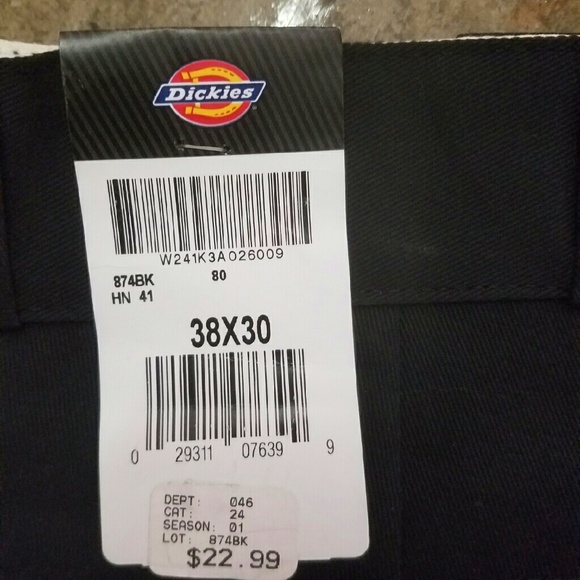 Dickies
W241K3A026009
874BK 80
HN 41
38X30
0 29311 07639 9
DEPT: 046
CAT: 24
SEASON: 01
LOT: 874BK
$22.99